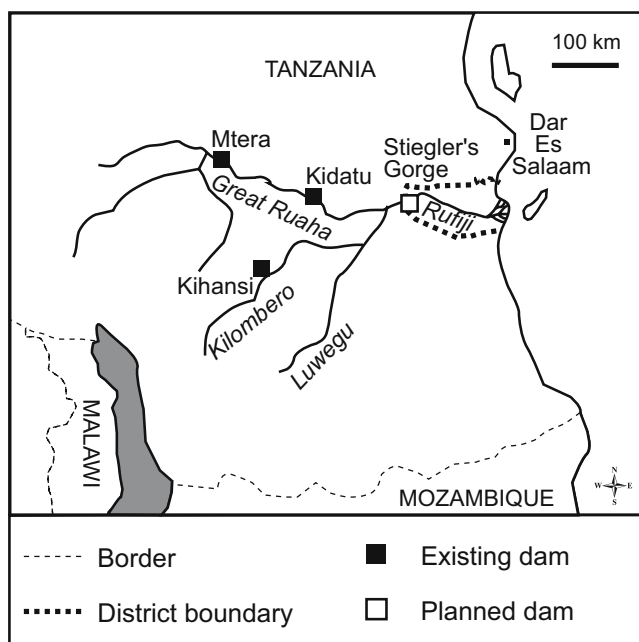 100 km
TANZANIA
Dar
Es
Salaam
Mtera
Stiegler's
Gorge
Kidatu
Great Ruaha
Rufiji
Kihansi
Kilombero
Luwegu
MALAWI
MOZAMBIQUE
N
W E
S
Border
Existing dam
District boundary
Planned dam